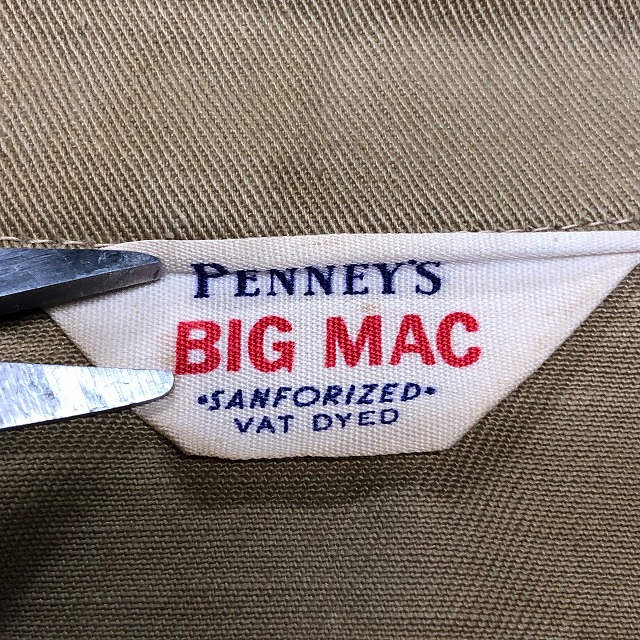 PENNEY'S
BIG MAC
•SANFORIZED•
VAT DYED